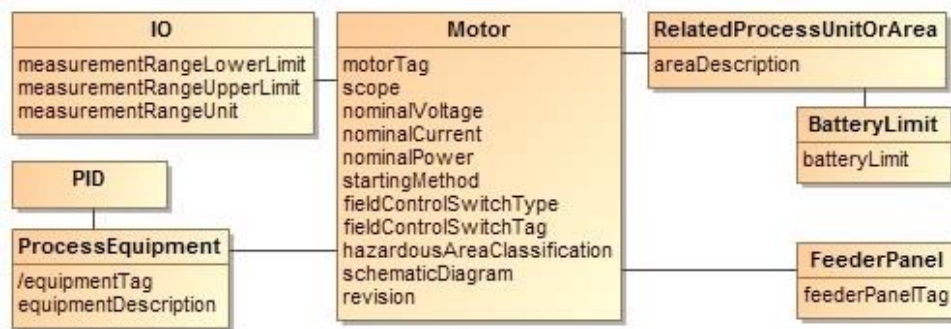 IO
measurementRangeLowerLimit
measurementRangeUpperLimit
measurementRangeUnit
PID
ProcessEquipment
/equipmentTag
equipmentDescription
Motor
motorTag
scope
nominalVoltage
nominalCurrent
nominalPower
startingMethod
fieldControlSwitchType
fieldControlSwitchTag
hazardousAreaClassification
schematicDiagram
revision
RelatedProcessUnitOrArea
areaDescription
BatteryLimit
batteryLimit
FeederPanel
feederPanelTag